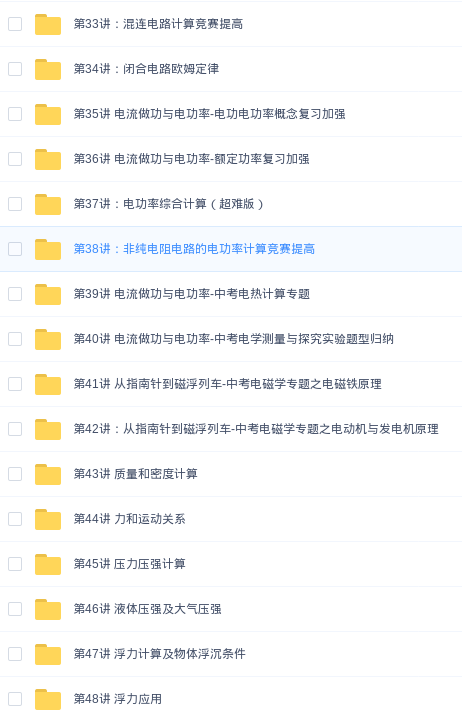 第33讲：混连电路计算竞赛提高
第34讲：闭合电路欧姆定律
第35讲 电流做功与电功率-电功电功率概念复习加强
第36讲 电流做功与电功率-额定功率复习加强
第37讲：电功率综合计算（超难版）
第38讲：非纯电阻电路的电功率计算竞赛提高
第39讲 电流做功与电功率-中考电热计算专题
第40讲 电流做功与电功率-中考电学测量与探究实验题型归纳
第41讲 从指南针到磁浮列车-中考电磁学专题之电磁铁原理
第42讲：从指南针到磁浮列车-中考电磁学专题之电动机与发电机原理
第43讲 质量和密度计算
第44讲 力和运动关系
第45讲 压力压强计算
第46讲 液体压强及大气压强
第47讲 浮力计算及物体浮沉条件
第48讲 浮力应用